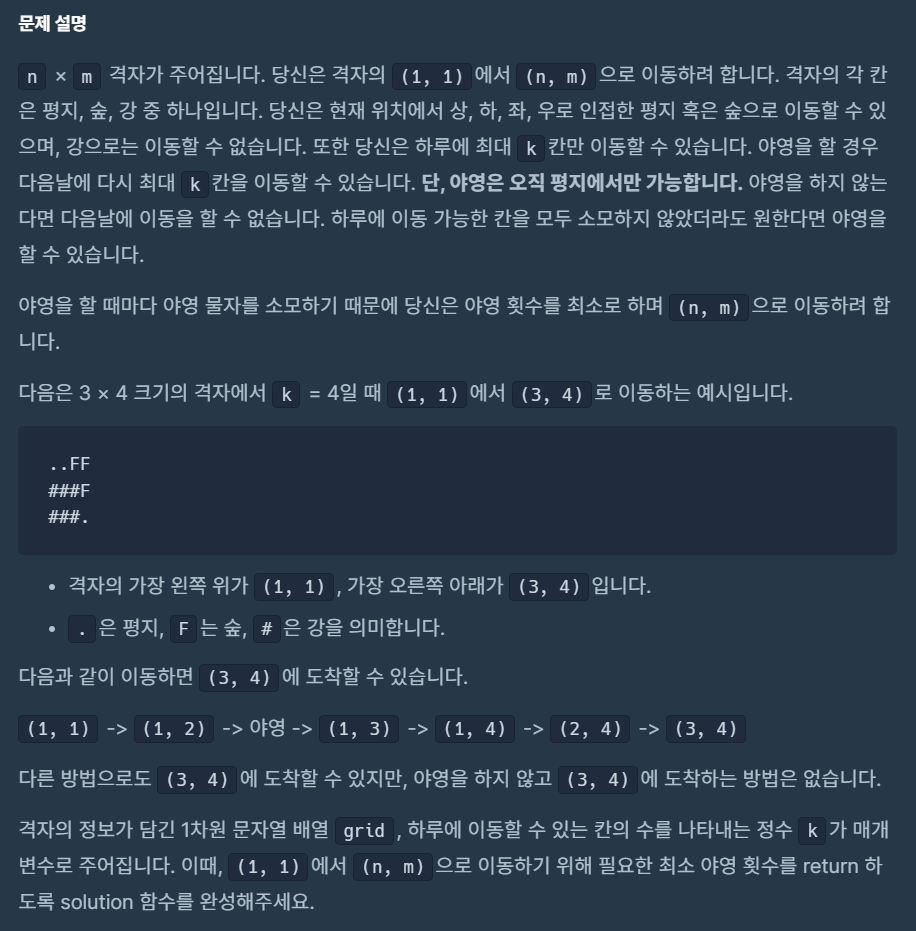 문제 설명
n × m 격자가 주어집니다. 당신은 격자의 (1, 1) 에서 (n, m) 으로 이동하려 합니다. 격자의 각 칸
은 평지, 숲, 강 중 하나입니다. 당신은 현재 위치에서 상, 하, 좌, 우로 인접한 평지 혹은 숲으로 이동할 수 있
으며, 강으로는 이동할 수 없습니다. 또한 당신은 하루에 최대 k 칸만 이동할 수 있습니다. 야영을 할 경우
다음날에 다시 최대 k 칸을 이동할 수 있습니다. 단, 야영은 오직 평지에서만 가능합니다. 야영을 하지 않는
다면 다음날에 이동을 할 수 없습니다. 하루에 이동 가능한 칸을 모두 소모하지 않았더라도 원한다면 야영을
할 수 있습니다.
야영을 할 때마다 야영 물자를 소모하기 때문에 당신은 야영 횟수를 최소로 하며 (n, m) 으로 이동하려 합
니다.
다음은 3 × 4 크기의 격자에서 k = 4일 때 (1, 1) 에서 (3, 4) 로 이동하는 예시입니다.
..FF
###F
###.
• 격자의 가장 왼쪽 위가 (1, 1) , 가장 오른쪽 아래가 (3, 4) 입니다.
• . 은 평지, F 는 숲, # 은 강을 의미합니다.
다음과 같이 이동하면 (3, 4) 에 도착할 수 있습니다.
(1, 1) -> (1, 2) -> 야영 -> (1, 3) -> (1, 4) -> (2, 4) -> (3, 4)
다른 방법으로도 (3, 4) 에 도착할 수 있지만, 야영을 하지 않고 (3, 4) 에 도착하는 방법은 없습니다.
격자의 정보가 담긴 1차원 문자열 배열 grid , 하루에 이동할 수 있는 칸의 수를 나타내는 정수 k 가 매개
변수로 주어집니다. 이때, (1, 1) 에서 (n, m) 으로 이동하기 위해 필요한 최소 야영 횟수를 return 하
도록 solution 함수를 완성해주세요.